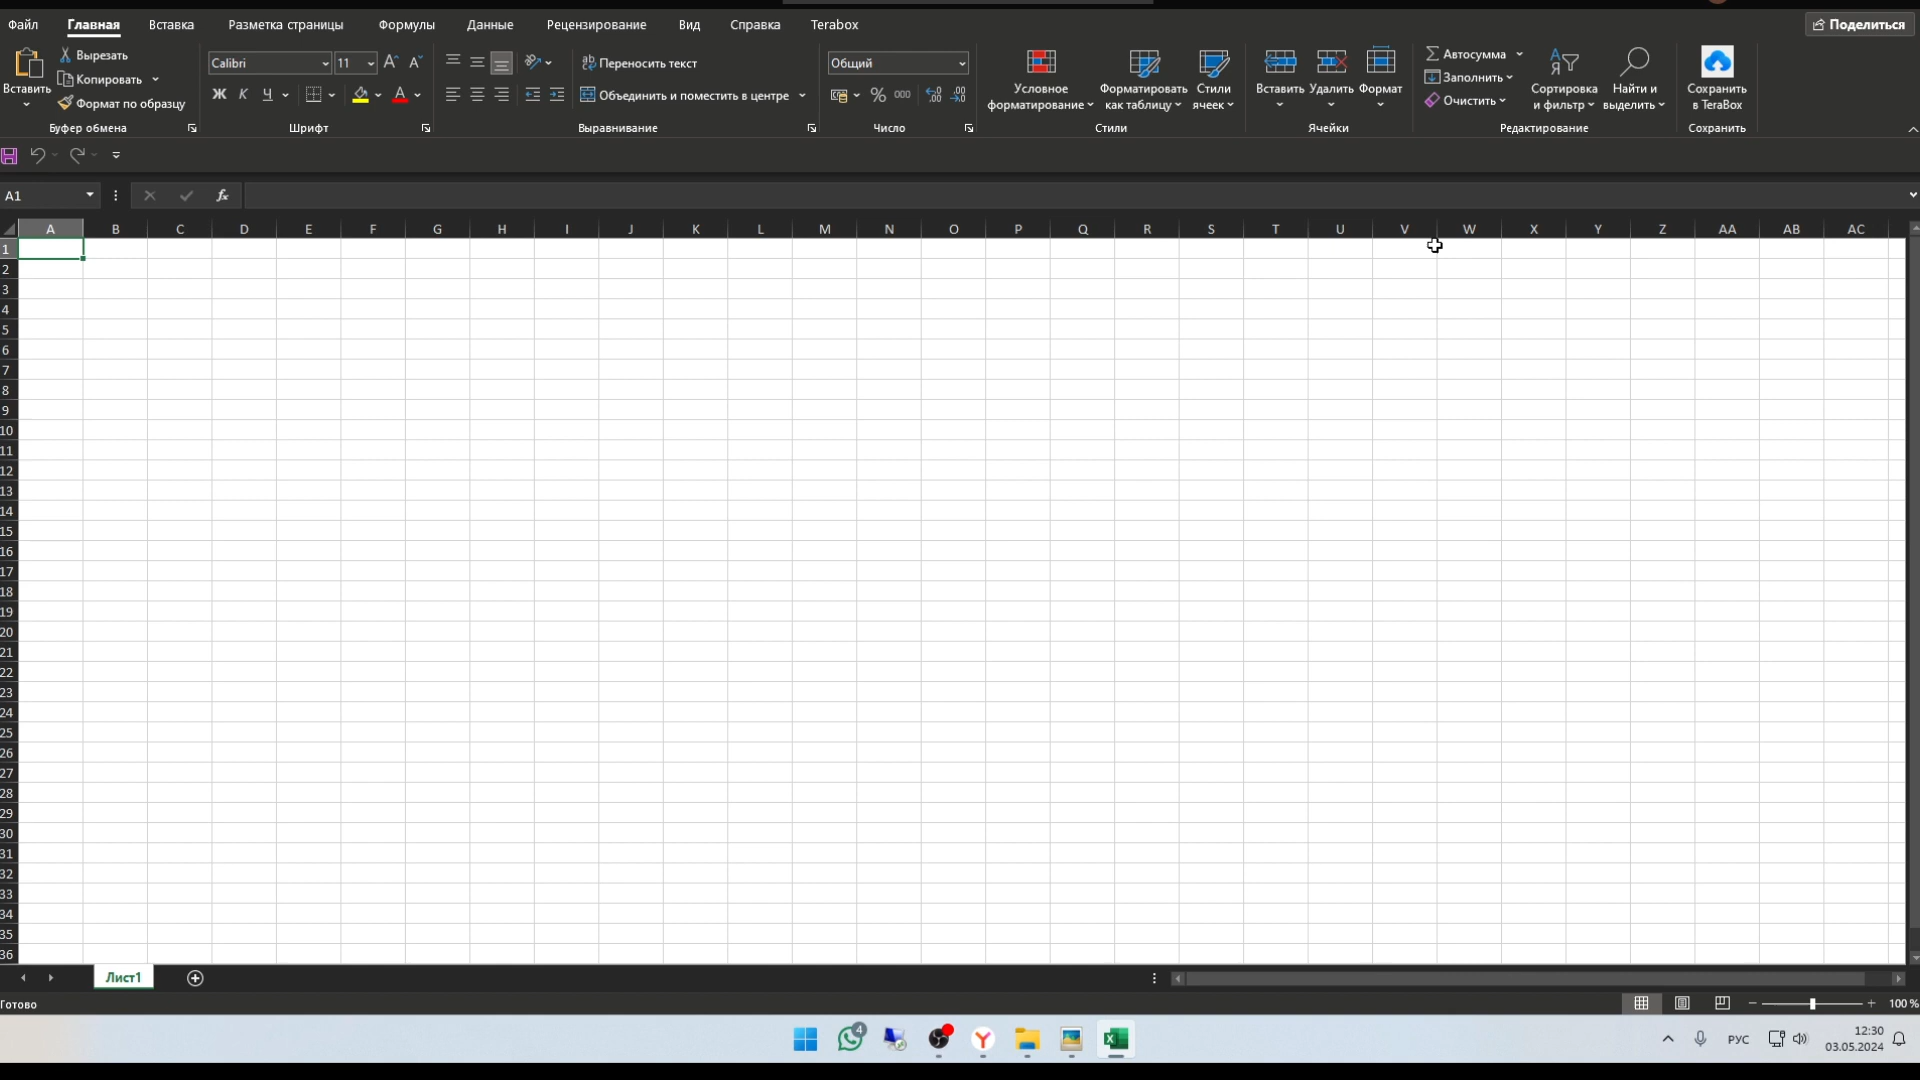 Файл Главная Вставка Разметка страницы Формулы Данные Рецензирование Вид Справка Terabox Поделиться
Вставить
Вырезать
Копировать
Формат по образцу
Буфер обмена
Calibri 11
Ж К Ч
Шрифт
Переносить текст
Объединить и поместить в центре
Выравнивание
Общий
% 000
Число
Условное
форматирование
Форматировать
как таблицу
Стили
ячеек
Стили
Вставить Удалить Формат
Ячейки
Автосумма
Заполнить
Очистить
Сортировка
и фильтр
Найти и
выделить
Редактирование
Сохранить
в TeraBox
Сохранить
A1 fx
A B C D E F G H I J K L M N O P Q R S T U V W X Y Z AA AB AC
1
2
3
4
5
6
7
8
9
10
11
12
13
14
15
16
17
18
19
20
21
22
23
24
25
26
27
28
29
30
31
32
33
34
35
36
Лист1
Готово 100 %
4 РУС 12:30
03.05.2024